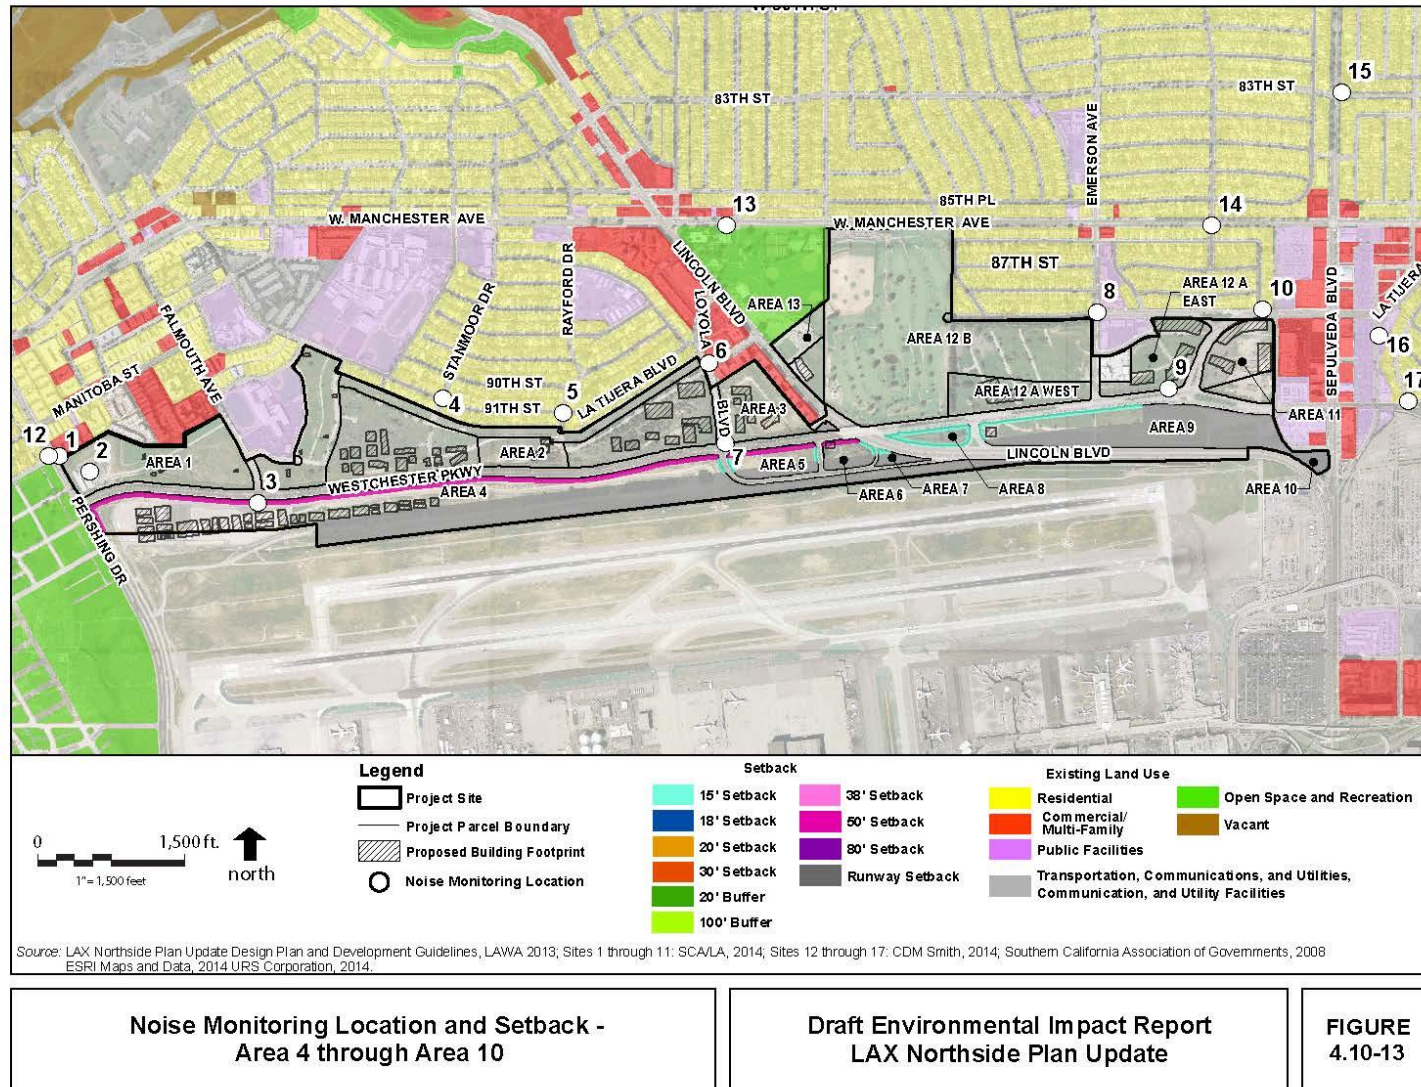 83TH ST
83TH ST
15
EMERSON AVE
85TH PL
W. MANCHESTER AVE
13
W. MANCHESTER AVE
14
RAYFORD DR
LINCOLN BLVD
87TH ST
AREA 12 A
EAST
10
8
SEPULVEDA BLVD
LA TIJERA
STANMOOR DR
LOYOLA
AREA 13
FALMOUTH AVE
MANITOBA ST
AREA 12 B
16
6
90TH ST
91TH ST
4
5
LA TIJERA BLVD
AREA 12 A WEST
9
17
AREA 3
BLVD
AREA 11
12
1
2
AREA 1
AREA 2
7
AREA 9
LINCOLN BLVD
WESTCHESTER PKWY
AREA 4
3
AREA 5
AREA 6
AREA 7
AREA 8
AREA 10
PERSHING DR
Legend
Project Site
Project Parcel Boundary
Proposed Building Footprint
Noise Monitoring Location
0
1,500 ft.
1"= 1,500 feet
north
Setback
15' Setback
18' Setback
20' Setback
30' Setback
20' Buffer
100' Buffer
38' Setback
50' Setback
80' Setback
Runway Setback
Existing Land Use
Residential
Commercial/
Multi-Family
Public Facilities
Transportation, Communications, and Utilities,
Communication, and Utility Facilities
Open Space and Recreation
Vacant
Source: LAX Northside Plan Update Design Plan and Development Guidelines, LAWA 2013; Sites 1 through 11: SCA/LA, 2014; Sites 12 through 17: CDM Smith, 2014; Southern California Association of Governments, 2008
ESRI Maps and Data, 2014 URS Corporation, 2014.
Noise Monitoring Location and Setback -
Area 4 through Area 10
Draft Environmental Impact Report
LAX Northside Plan Update
FIGURE
4.10-13